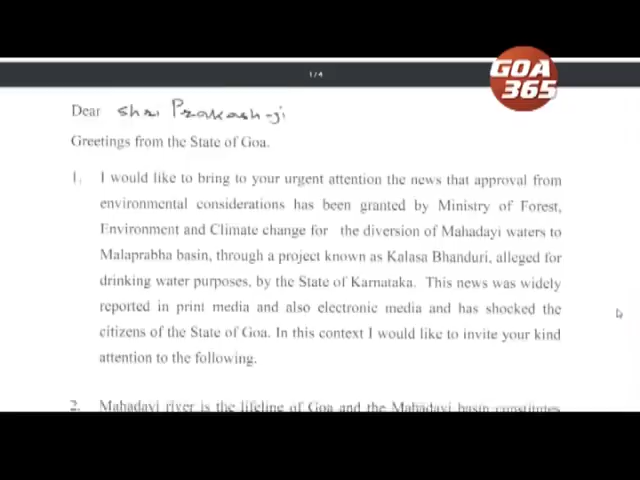 GOA
365
1/4
Dear Shri Prakash-ji
Greetings from the State of Goa.
1. I would like to bring to your urgent attention the news that approval from
environmental considerations has been granted by Ministry of Forest,
Environment and Climate change for the diversion of Mahadayi waters to
Malaprabha basin, through a project known as Kalasa Bhanduri, alleged for
drinking water purposes, by the State of Karnataka. This news was widely
reported in print media and also electronic media and has shocked the
citizens of the State of Goa. In this context I would like to invite your kind
attention to the following.
2. Mahadayi river is the lifeline of Goa and the Mahadayi basin constitutes